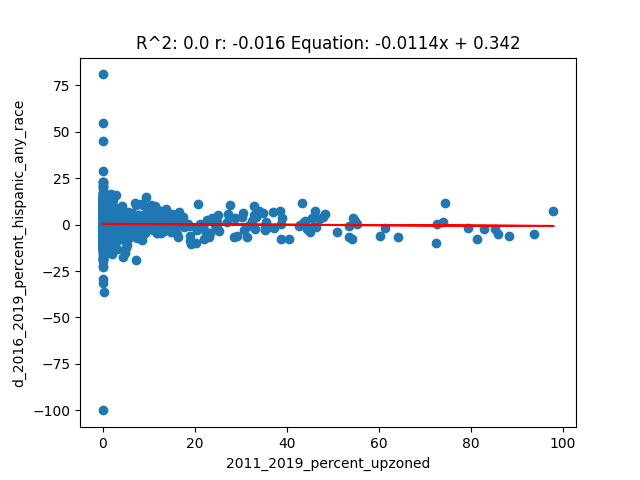 R^2: 0.0 r: -0.016 Equation: -0.0114x + 0.342
d_2016_2019_percent_hispanic_any_race
75
50
25
0
−25
−50
−75
−100
0 20 40 60 80 100
2011_2019_percent_upzoned